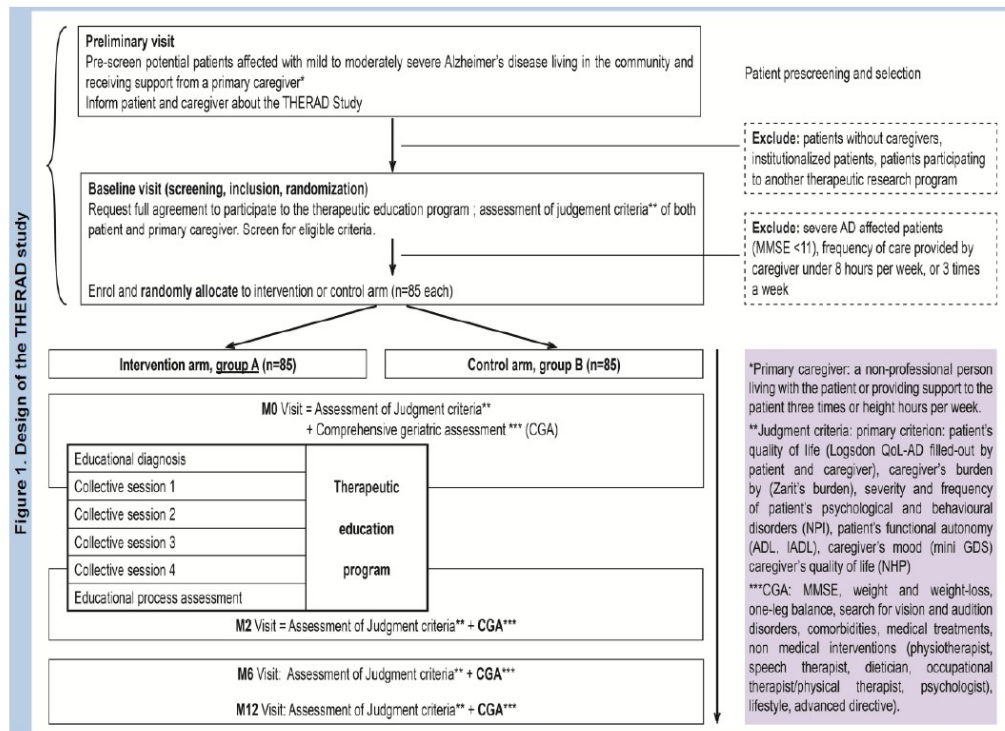 Figure 1. Design of the THERAD study
Preliminary visit
Pre-screen potential patients affected with mild to moderately severe Alzheimer's disease living in the community and
receiving support from a primary caregiver*
Inform patient and caregiver about the THERAD Study
Patient prescreening and selection
Exclude: patients without caregivers,
institutionalized patients, patients participating
to another therapeutic research program
Baseline visit (screening, inclusion, randomization)
Request full agreement to participate to the therapeutic education program ; assessment of judgement criteria** of both
patient and primary caregiver. Screen for eligible criteria.
Exclude: severe AD affected patients
(MMSE <11), frequency of care provided by
caregiver under 8 hours per week, or 3 times
a week
Enrol and randomly allocate to intervention or control arm (n=85 each)
Intervention arm, group A (n=85)
Control arm, group B (n=85)
M0 Visit = Assessment of Judgment criteria**
+ Comprehensive geriatric assessment *** (CGA)
Educational diagnosis
Collective session 1
Collective session 2
Collective session 3
Collective session 4
Educational process assessment
Therapeutic
education
program
M2 Visit = Assessment of Judgment criteria** + CGA***
M6 Visit: Assessment of Judgment criteria** + CGA***
M12 Visit: Assessment of Judgment criteria** + CGA***
*Primary caregiver: a non-professional person
living with the patient or providing support to the
patient three times or height hours per week.
**Judgment criteria: primary criterion: patient's
quality of life (Logsdon QoL-AD filled-out by
patient and caregiver), caregiver's burden
by (Zarit's burden), severity and frequency
of patient's psychological and behavioural
disorders (NPI), patient's functional autonomy
(ADL, IADL), caregiver's mood (mini GDS)
caregiver's quality of life (NHP)
***CGA: MMSE, weight and weight-loss,
one-leg balance, search for vision and audition
disorders, comorbidities, medical treatments,
non medical interventions (physiotherapist,
speech therapist, dietician, occupational
therapist/physical therapist, psychologist),
lifestyle, advanced directive).